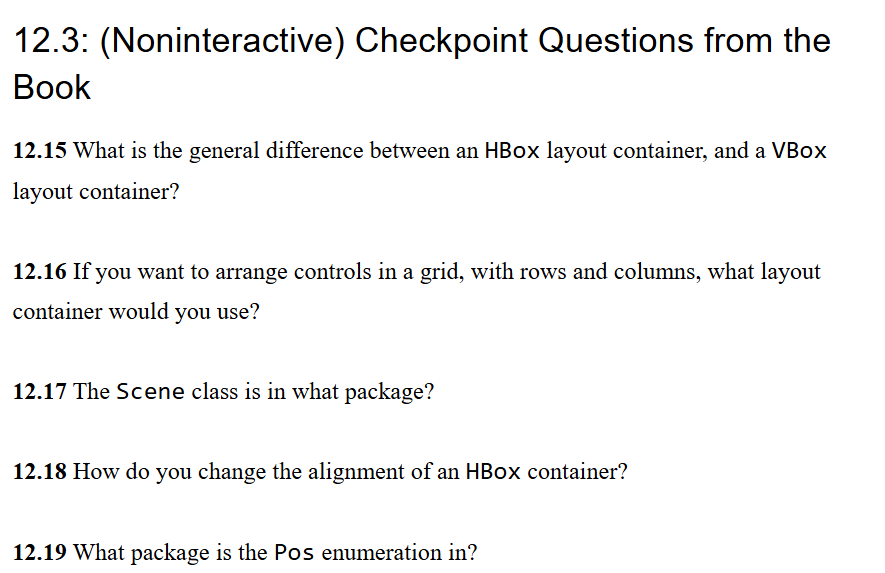 12.3: (Noninteractive) Checkpoint Questions from the
Book
12.15 What is the general difference between an HBox layout container, and a VBox
layout container?
12.16 If you want to arrange controls in a grid, with rows and columns, what layout
container would you use?
12.17 The Scene class is in what package?
12.18 How do you change the alignment of an HBox container?
12.19 What package is the Pos enumeration in?